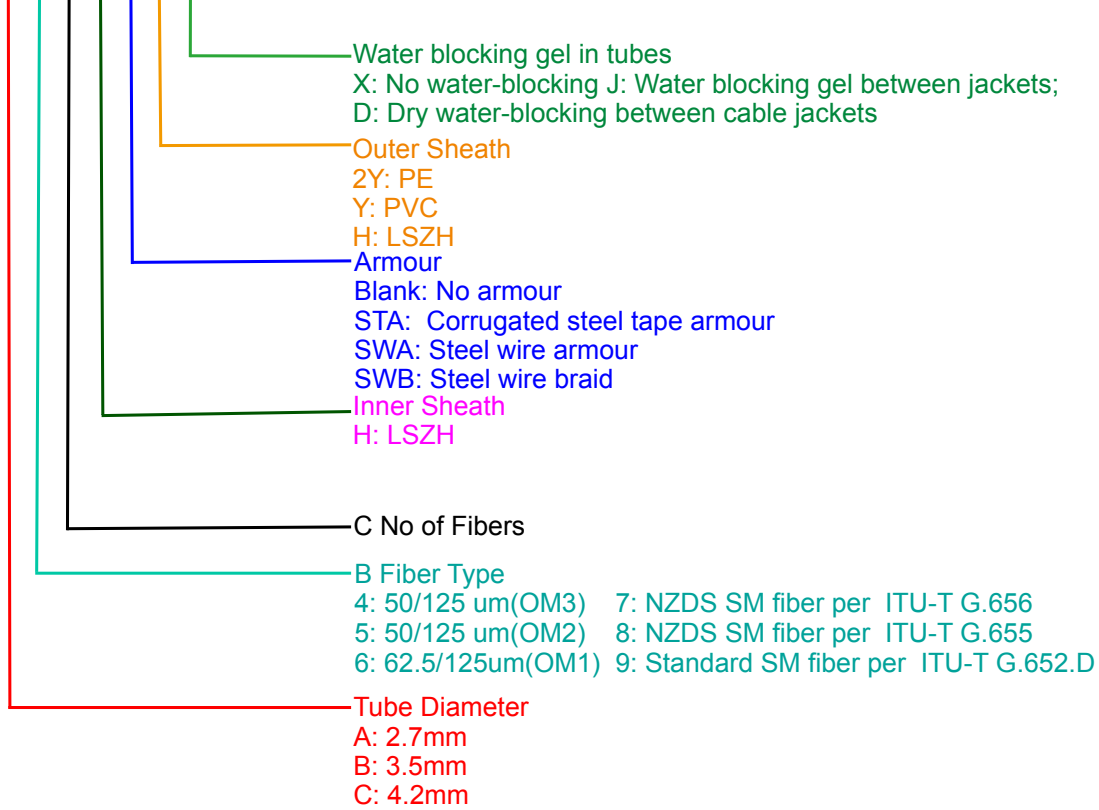 Water blocking gel in tubes
X: No water-blocking J: Water blocking gel between jackets;
D: Dry water-blocking between cable jackets
Outer Sheath
2Y: PE
Y: PVC
H: LSZH
Armour
Blank: No armour
STA: Corrugated steel tape armour
SWA: Steel wire armour
SWB: Steel wire braid
Inner Sheath
H: LSZH
C No of Fibers
B Fiber Type
4: 50/125 um(OM3) 7: NZDS SM fiber per ITU-T G.656
5: 50/125 um(OM2) 8: NZDS SM fiber per ITU-T G.655
6: 62.5/125um(OM1) 9: Standard SM fiber per ITU-T G.652.D
Tube Diameter
A: 2.7mm
B: 3.5mm
C: 4.2mm